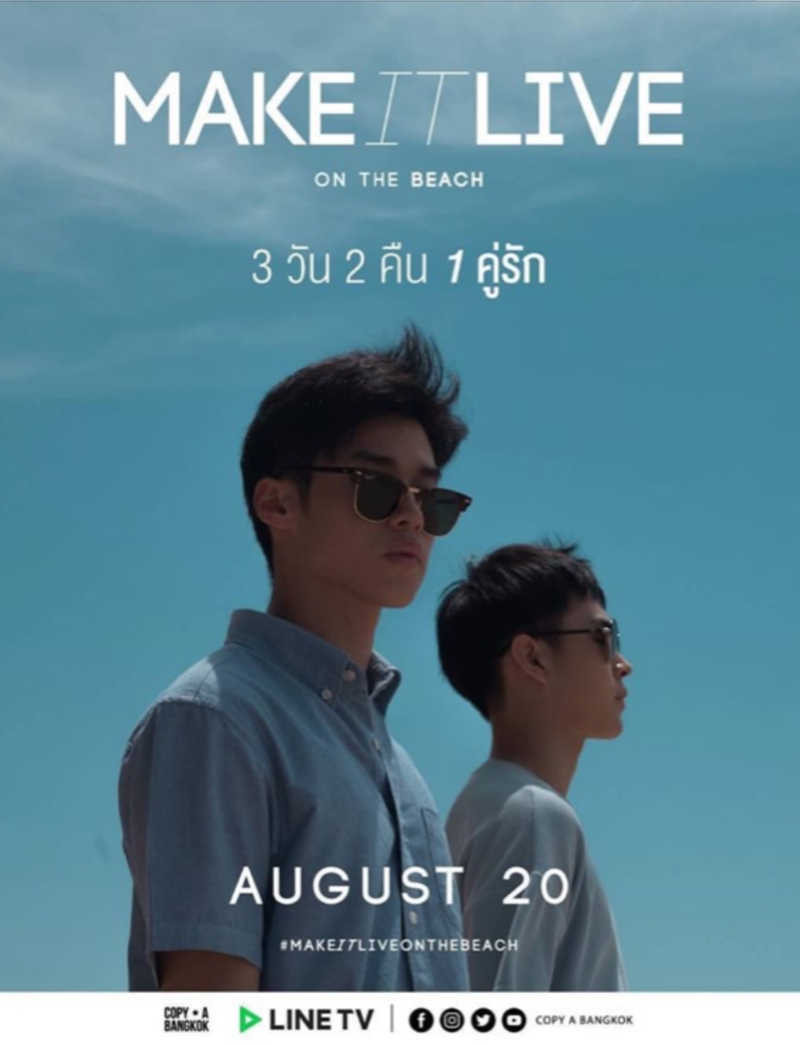 MAKE IT LIVE
ON THE BEACH
3 วัน 2 คืน 1 คู่รัก
AUGUST 20
#MAKEITLIVEONTHEBEACH
COPY A BANGKOK LINE TV | COPY A BANGKOK